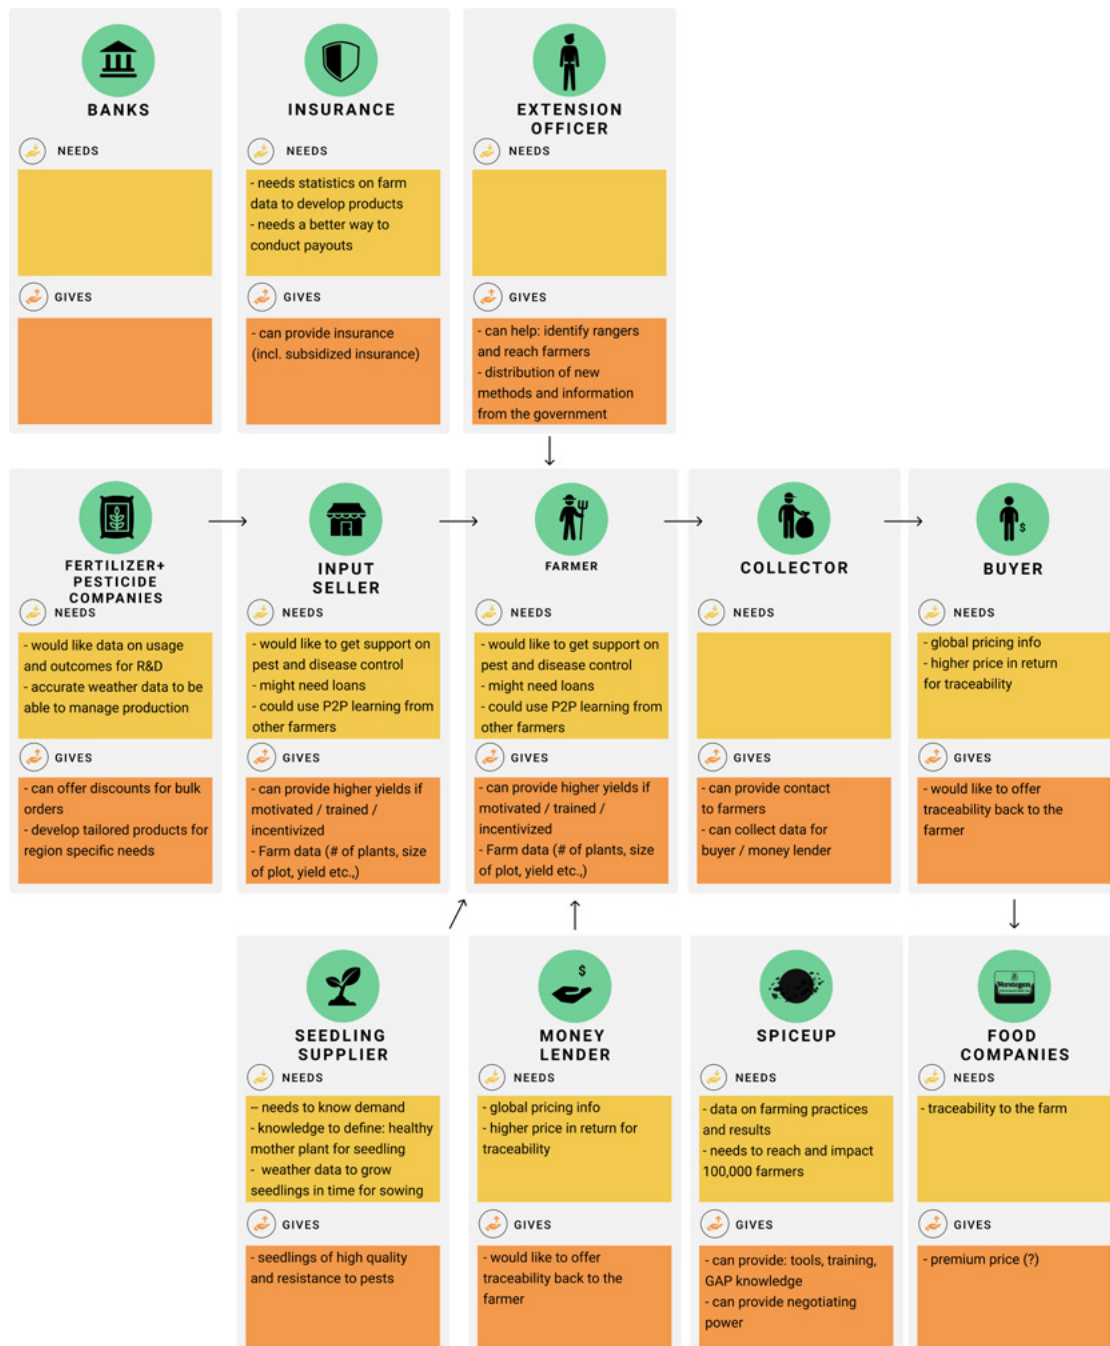 BANKS
NEEDS
GIVES
INSURANCE
NEEDS
- needs statistics on farm
data to develop products
- needs a better way to
conduct payouts
GIVES
- can provide insurance
(incl. subsidized insurance)
EXTENSION
OFFICER
NEEDS
GIVES
- can help: identify rangers
and reach farmers
- distribution of new
methods and information
from the government
FERTILIZER+
PESTICIDE
COMPANIES
NEEDS
- would like data on usage
and outcomes for R&D
- accurate weather data to be
able to manage production
GIVES
- can offer discounts for bulk
orders
- develop tailored products for
region specific needs
INPUT
SELLER
NEEDS
- would like to get support on
pest and disease control
- might need loans
- could use P2P learning from
other farmers
GIVES
- can provide higher yields if
motivated / trained /
incentivized
- Farm data (# of plants, size
of plot, yield etc.,)
FARMER
NEEDS
- would like to get support on
pest and disease control
- might need loans
- could use P2P learning from
other farmers
GIVES
- can provide higher yields if
motivated / trained /
incentivized
- Farm data (# of plants, size
of plot, yield etc.,)
COLLECTOR
NEEDS
GIVES
- can provide contact
to farmers
- can collect data for
buyer / money lender
$
BUYER
NEEDS
- global pricing info
- higher price in return
for traceability
GIVES
- would like to offer
traceability back to the
farmer
SEEDLING
SUPPLIER
NEEDS
-- needs to know demand
- knowledge to define: healthy
mother plant for seedling
- weather data to grow
seedlings in time for sowing
GIVES
- seedlings of high quality
and resistance to pests
$
MONEY
LENDER
NEEDS
- global pricing info
- higher price in return for
traceability
GIVES
- would like to offer
traceability back to the
farmer
SPICEUP
NEEDS
- data on farming practices
and results
- needs to reach and impact
100,000 farmers
GIVES
- can provide: tools, training,
GAP knowledge
- can provide negotiating
power
Verstegen
FOOD
COMPANIES
NEEDS
- traceability to the farm
GIVES
- premium price (?)